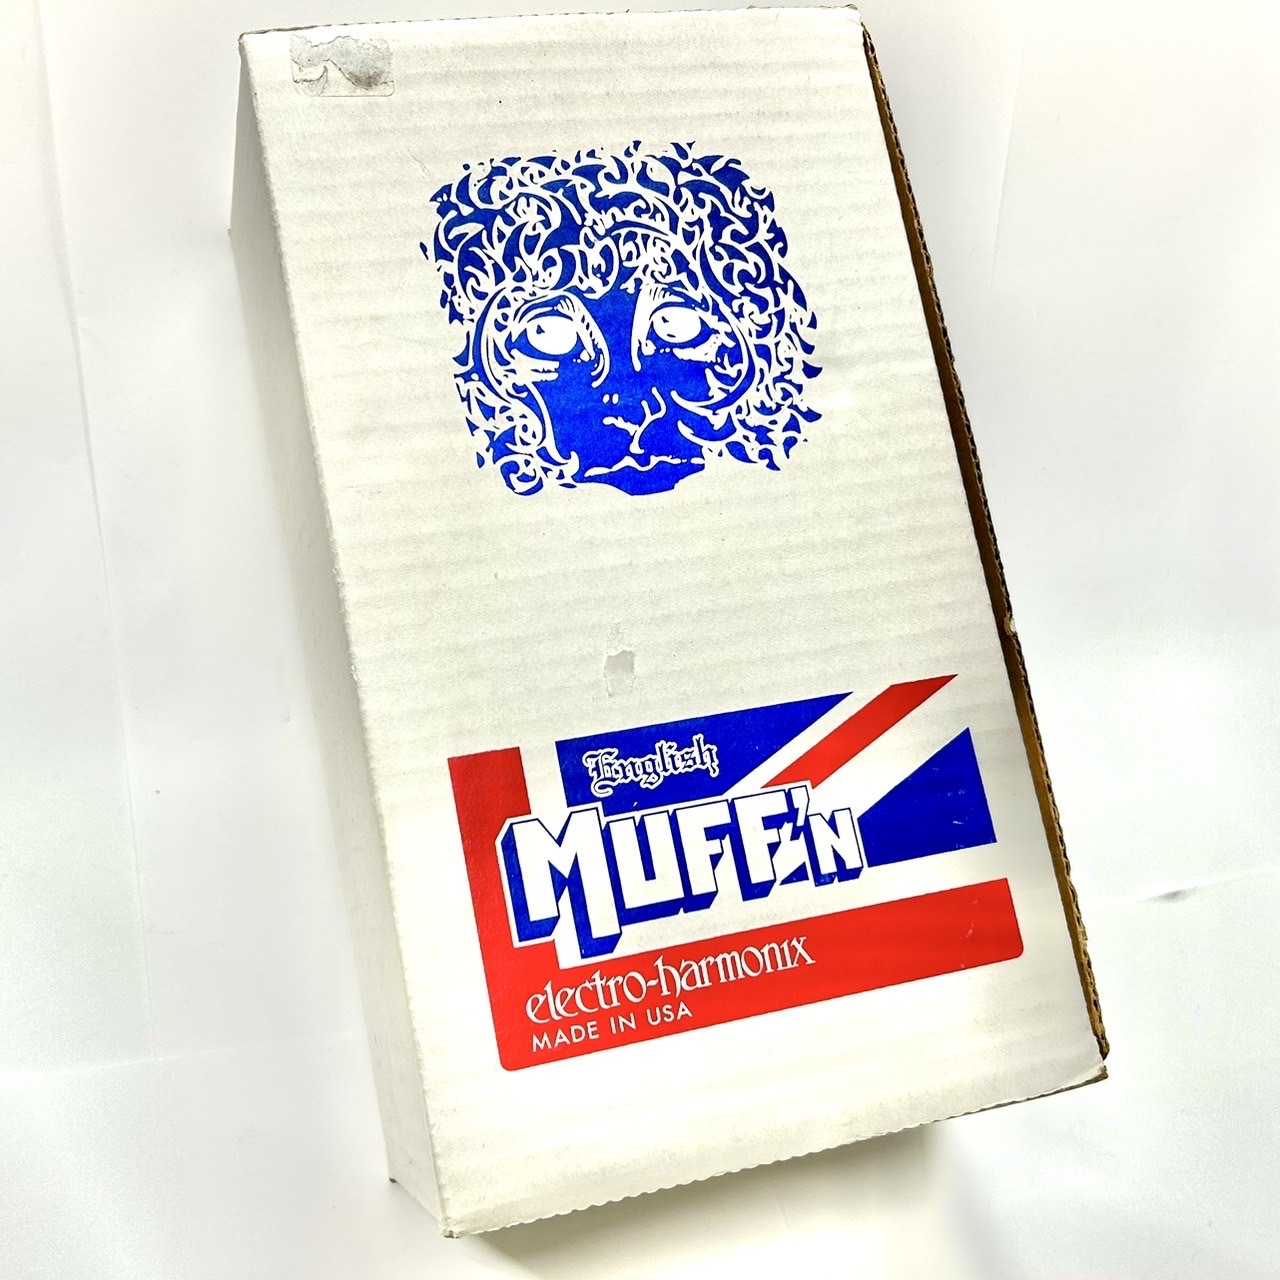 English
MUFF'N
electro-harmonix
MADE IN USA